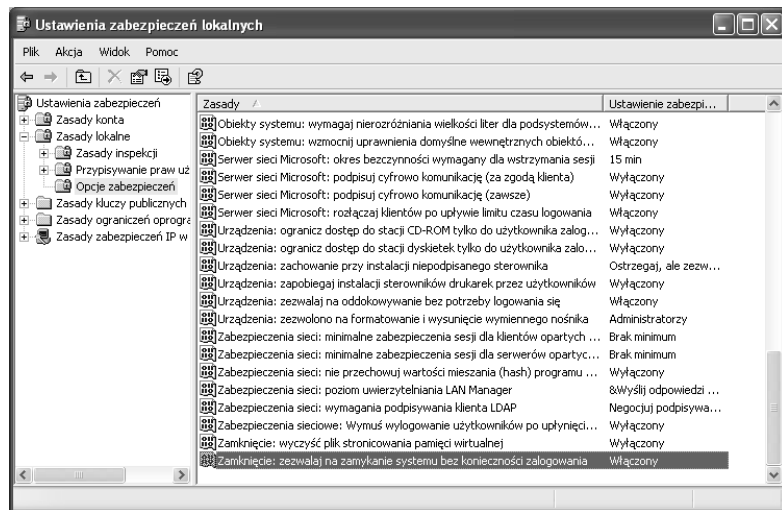 Ustawienia zabezpieczeń lokalnych
Plik Akcja Widok Pomoc
Ustawienia zabezpieczeń
Zasady konta
Zasady lokalne
Zasady inspekcji
Przypisywanie praw uż
Opcje zabezpieczeń
Zasady kluczy publicznych
Zasady ograniczeń oprogra
Zasady zabezpieczeń IP w
Zasady Ustawienie zabezpi...
Obiekty systemu: wymagaj nierozróżniania wielkości liter dla podsystemów... Włączony
Obiekty systemu: wzmocnij uprawnienia domyślne wewnętrznych obiektó... Włączony
Serwer sieci Microsoft: okres bezczynności wymagany dla wstrzymania sesji 15 min
Serwer sieci Microsoft: podpisuj cyfrowo komunikację (za zgodą klienta) Wyłączony
Serwer sieci Microsoft: podpisuj cyfrowo komunikację (zawsze) Wyłączony
Serwer sieci Microsoft: rozłączaj klientów po upływie limitu czasu logowania Włączony
Urządzenia: ogranicz dostęp do stacji CD-ROM tylko do użytkownika zalog... Wyłączony
Urządzenia: ogranicz dostęp do stacji dyskietek tylko do użytkownika zalo... Wyłączony
Urządzenia: zachowanie przy instalacji niepodpisanego sterownika Ostrzegaj, ale zezw...
Urządzenia: zapobiegaj instalacji sterowników drukarek przez użytkowników Wyłączony
Urządzenia: zezwalaj na oddokowywanie bez potrzeby logowania się Włączony
Urządzenia: zezwolono na formatowanie i wysunięcie wymiennego nośnika Administratorzy
Zabezpieczenia sieci: minimalne zabezpieczenia sesji dla klientów opartych ... Brak minimum
Zabezpieczenia sieci: minimalne zabezpieczenia sesji dla serwerów opartyc... Brak minimum
Zabezpieczenia sieci: nie przechowuj wartości mieszania (hash) programu ... Wyłączony
Zabezpieczenia sieci: poziom uwierzytelniania LAN Manager &Wyślij odpowiedzi ...
Zabezpieczenia sieci: wymagania podpisywania klienta LDAP Negocjuj podpisywa...
Zabezpieczenia sieciowe: Wymuś wylogowanie użytkowników po upłynięci... Wyłączony
Zamknięcie: wyczyść plik stronicowania pamięci wirtualnej Wyłączony
Zamknięcie: zezwalaj na zamykanie systemu bez konieczności zalogowania Włączony